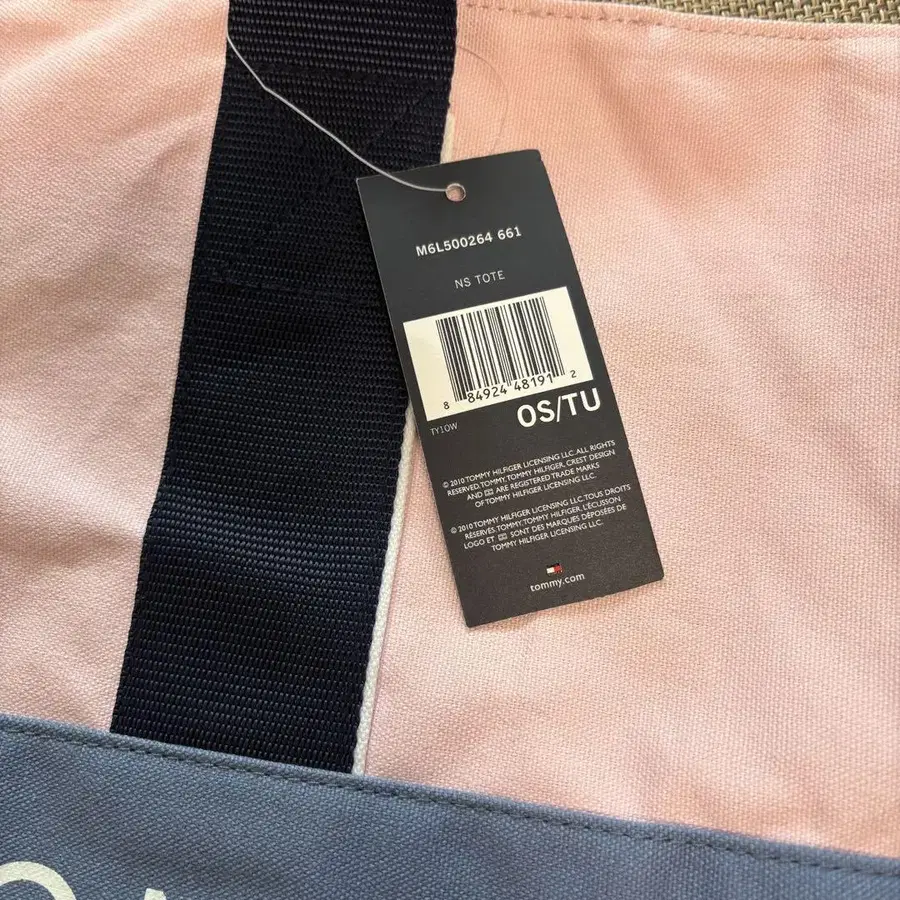 M6L500264 661
NS TOTE
8 84924 48191 2
OS/TU
TY1OW
© 2010 TOMMY HILFIGER LICENSING LLC. ALL RIGHTS
RESERVED. TOMMY, TOMMY HILFIGER, CREST DESIGN
AND ARE REGISTERED TRADE MARKS
OF TOMMY HILFIGER LICENSING LLC.
© 2010 TOMMY HILFIGER LICENSING LLC. TOUS DROITS
RÉSERVÉS. TOMMY, TOMMY HILFIGER, L'ÉCUSSON
LOGO ET SONT DES MARQUES DÉPOSÉES DE
TOMMY HILFIGER LICENSING LLC.
tommy.com